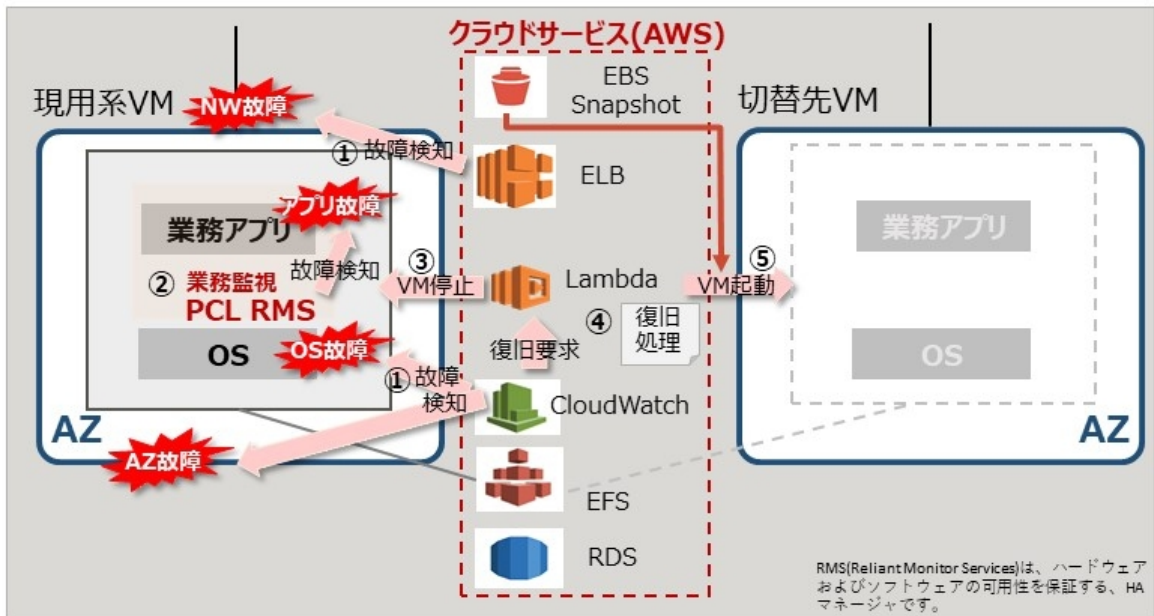 クラウドサービス(AWS)
現用系VM
NW故障
① 故障検知
EBS
Snapshot
切替先VM
ELB
アプリ故障
業務アプリ
故障検知
② 業務監視
PCL RMS
③
VM停止
Lambda
④ 復旧
処理
⑤
VM起動
業務アプリ
復旧要求
OS
OS故障
① 故障
検知
CloudWatch
OS
AZ
AZ故障
AZ
EFS
RDS
RMS(Reliant Monitor Services)は、ハードウェア
およびソフトウェアの可用性を保証する、HA
マネージャです。